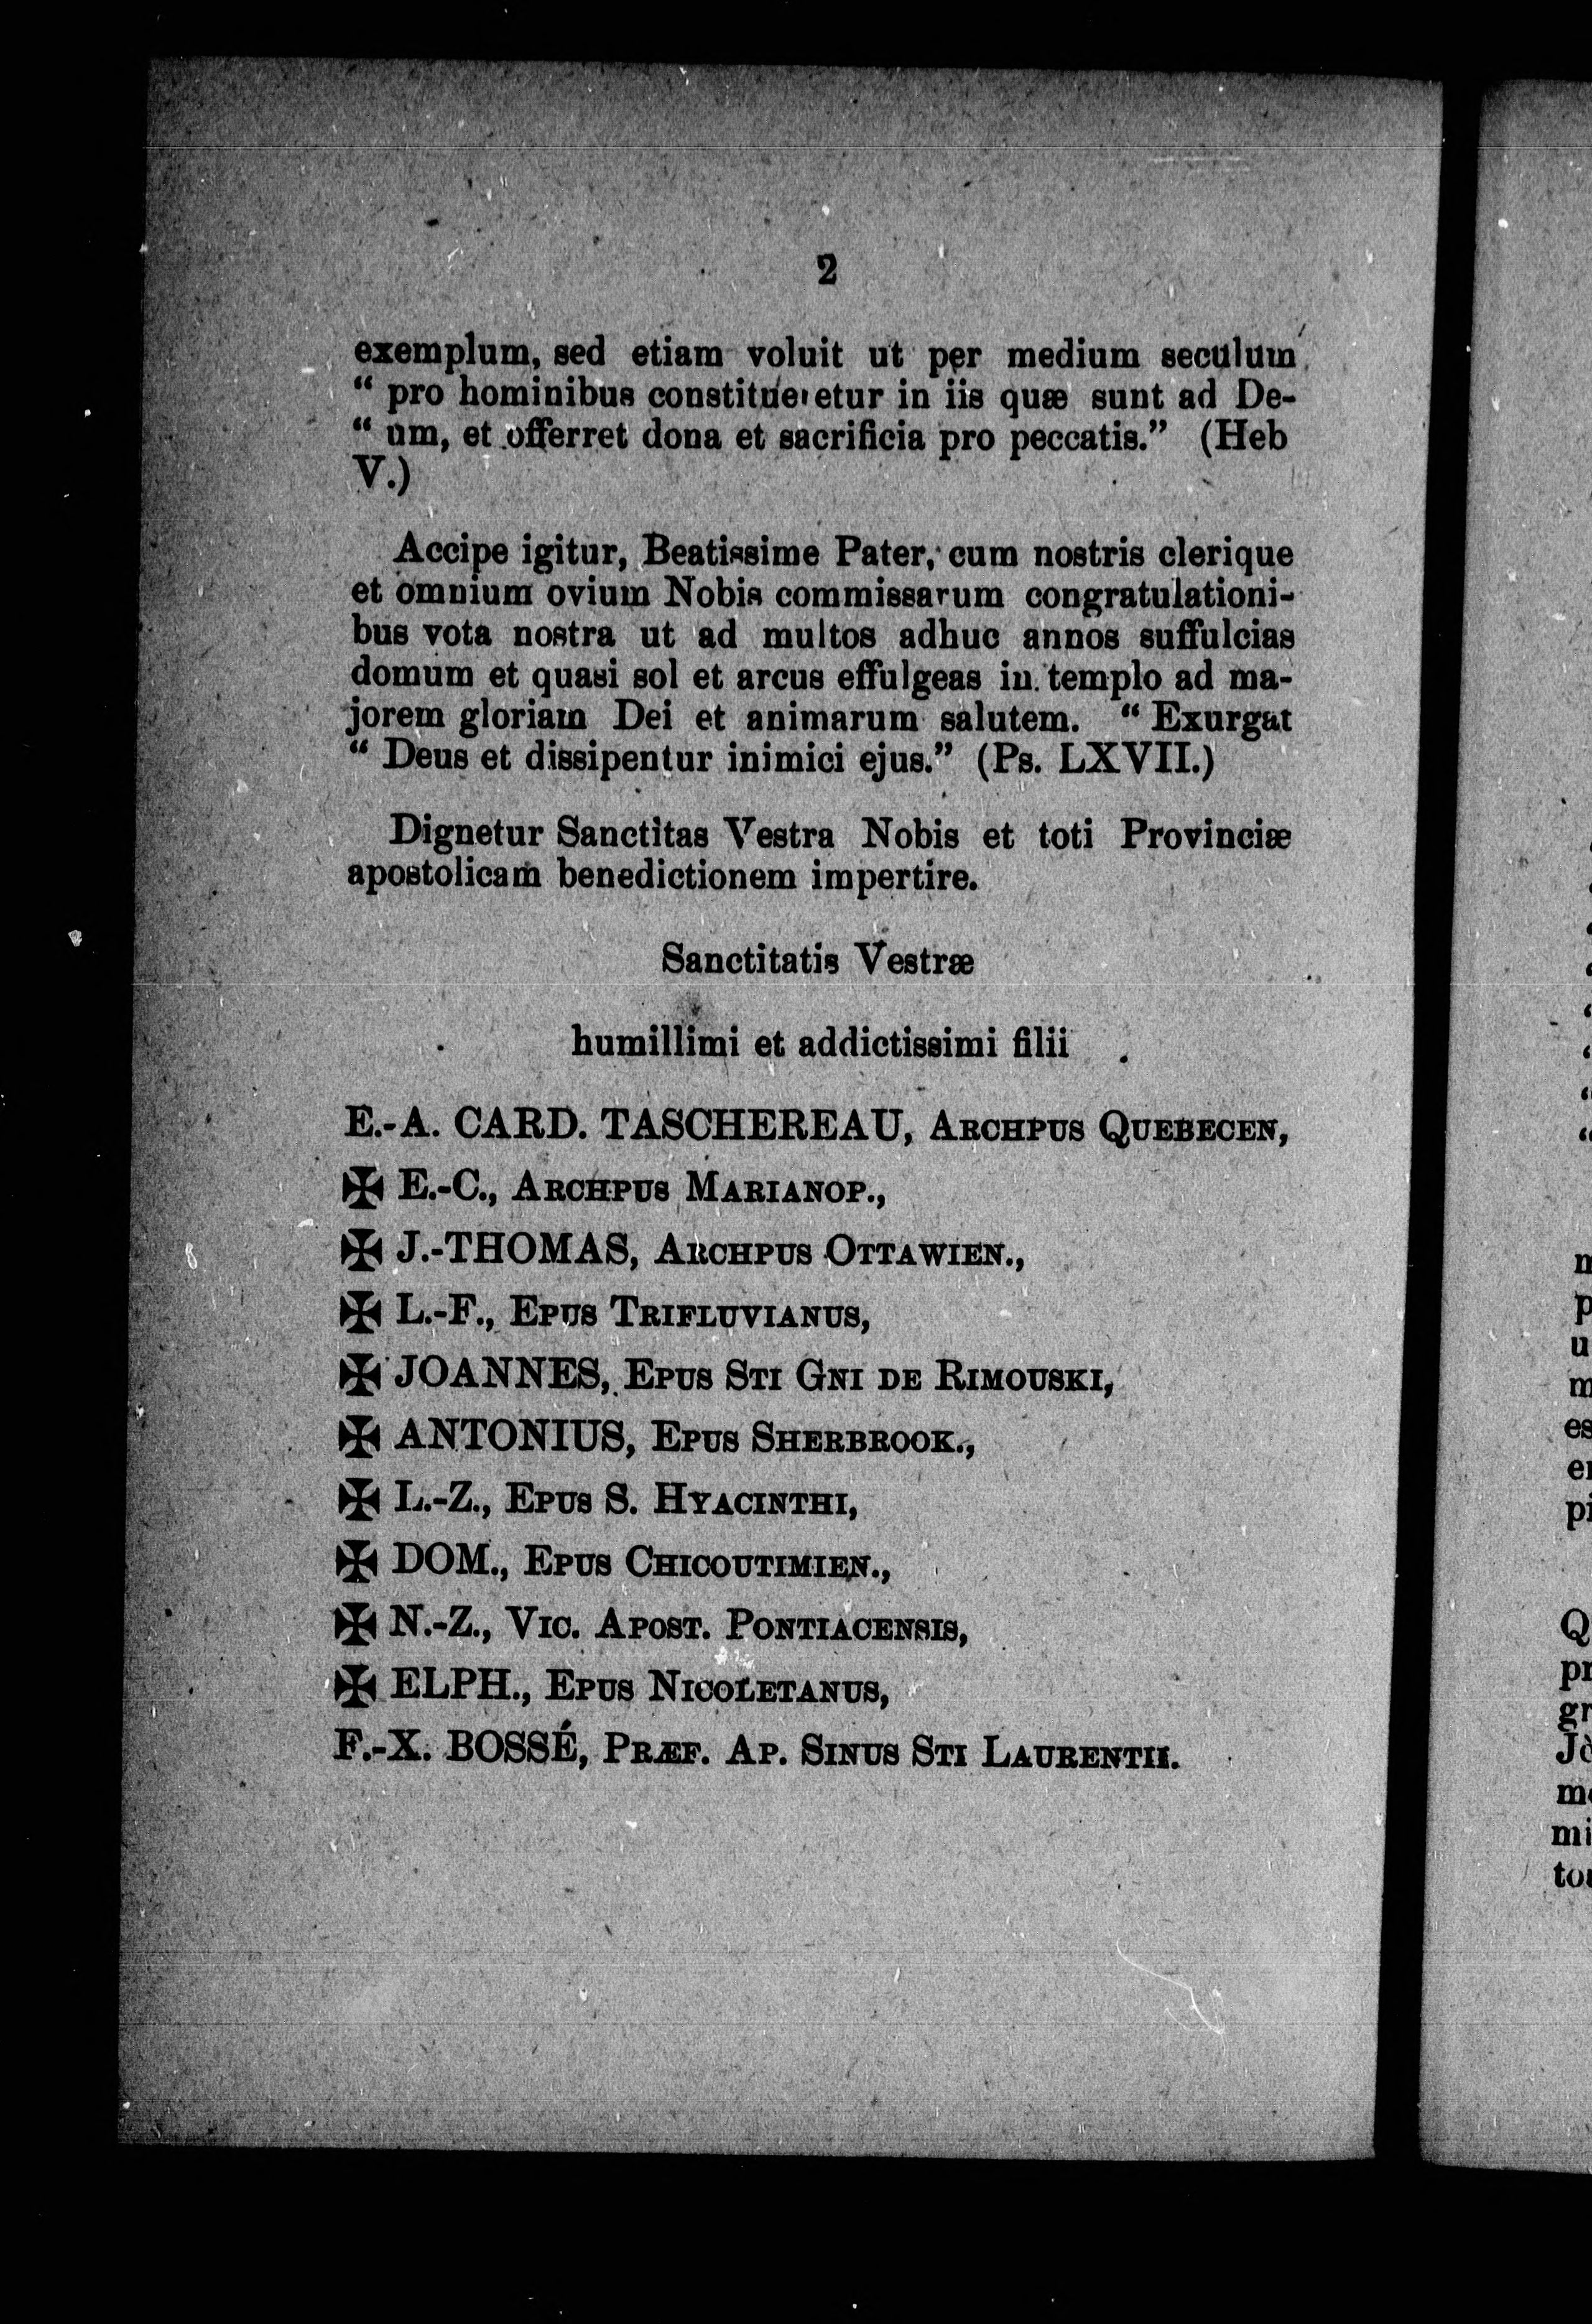 2
exemplum, sed etiam voluit ut per medium seculum
“ pro hominibus constitueretur in iis quæ sunt ad De-
“ um, et offerret dona et sacrificia pro peccatis.” (Heb
V.)
Accipe igitur, Beatissime Pater, cum nostris clerique
et omnium ovium Nobis commissarum congratulationi-
bus vota nostra ut ad multos adhuc annos suffulcias
domum et quasi sol et arcus effulgeas in templo ad ma-
jorem gloriam Dei et animarum salutem. “ Exurgat
“ Deus et dissipentur inimici ejus.” (Ps. LXVII.)
Dignetur Sanctitas Vestra Nobis et toti Provinciæ
apostolicam benedictionem impertire.
Sanctitatis Vestræ
humillimi et addictissimi filii
E.-A. CARD. TASCHEREAU, ARCHPUS QUEBECEN,
✠ E.-C., ARCHPUS MARIANOP.,
✠ J.-THOMAS, ARCHPUS OTTAWIEN.,
✠ L.-F., EPUS TRIFLUVIANUS,
✠ JOANNES, EPUS STI GNI DE RIMOUSKI,
✠ ANTONIUS, EPUS SHERBROOK.,
✠ L.-Z., EPUS S. HYACINTHI,
✠ DOM., EPUS CHICOUTIMIEN.,
✠ N.-Z., VIC. APOST. PONTIACENSIS,
✠ ELPH., EPUS NICOLETANUS,
F.-X. BOSSÉ, PRÆF. AP. SINUS STI LAURENTII.